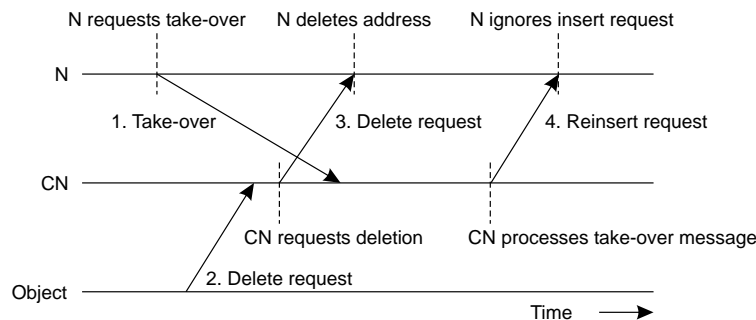 N requests take-over
N deletes address
N ignores insert request
N
1. Take-over
3. Delete request
4. Reinsert request
CN
CN requests deletion
CN processes take-over message
2. Delete request
Object
Time